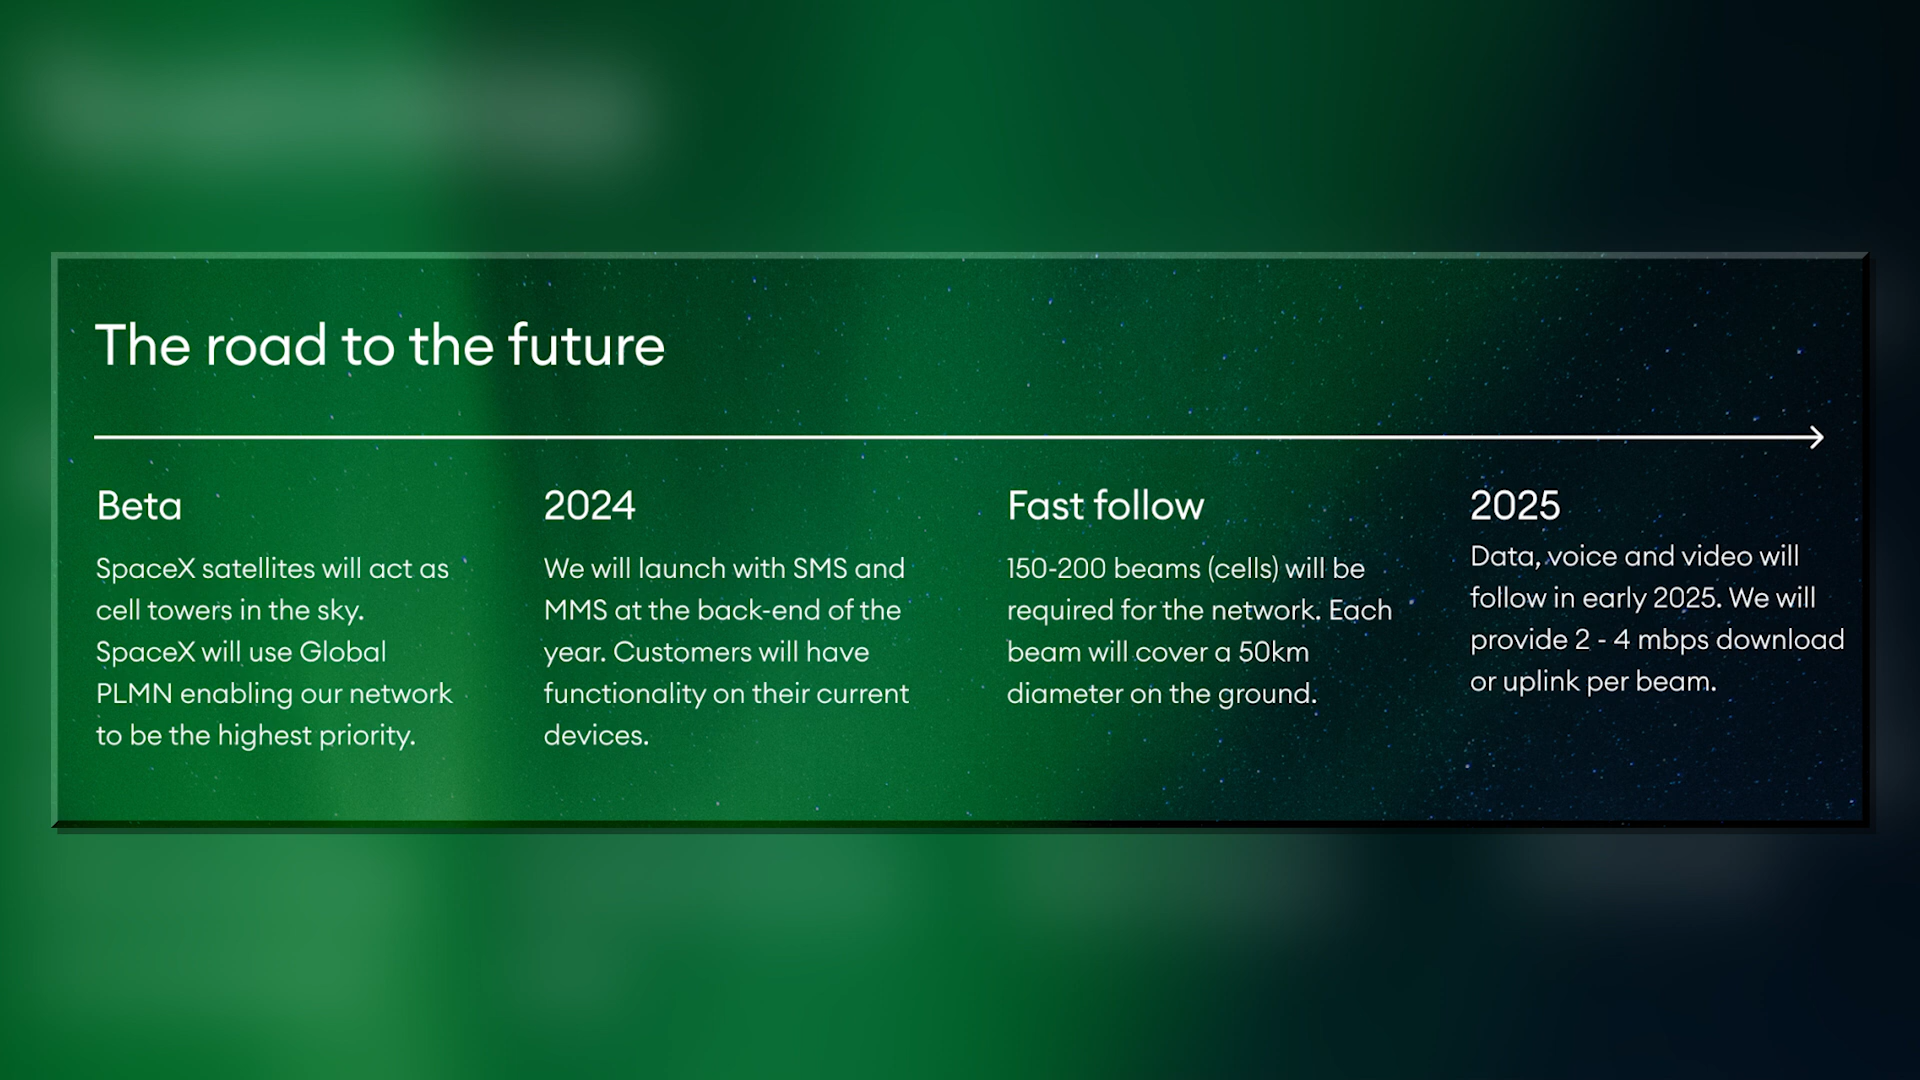 The road to the future
Beta
SpaceX satellites will act as
cell towers in the sky.
SpaceX will use Global
PLMN enabling our network
to be the highest priority.
2024
We will launch with SMS and
MMS at the back-end of the
year. Customers will have
functionality on their current
devices.
Fast follow
150-200 beams (cells) will be
required for the network. Each
beam will cover a 50km
diameter on the ground.
2025
Data, voice and video will
follow in early 2025. We will
provide 2 - 4 mbps download
or uplink per beam.